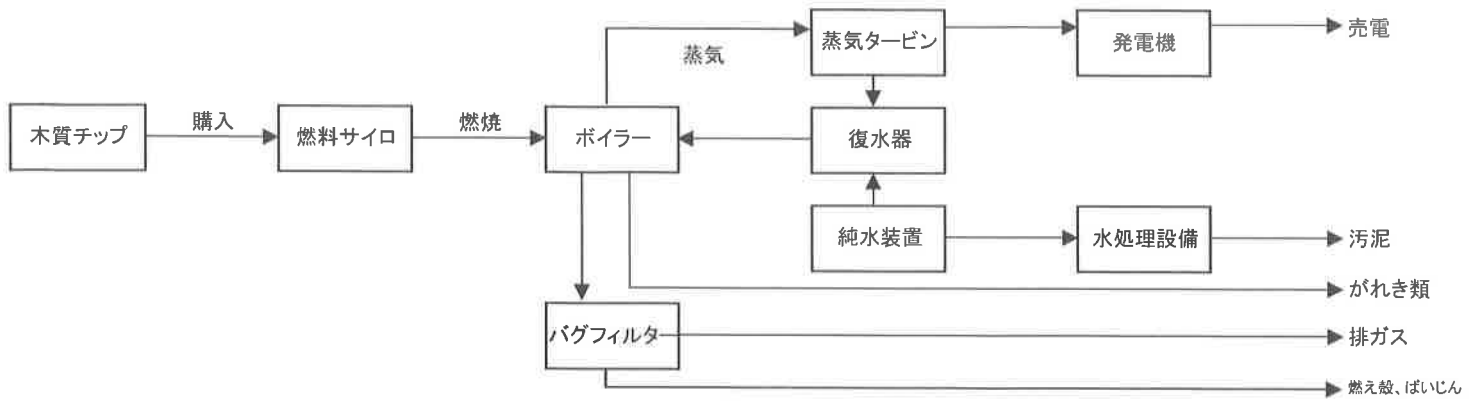 蒸気タービン
発電機
売電
蒸気
木質チップ
購入
燃料サイロ
燃焼
ボイラー
復水器
純水装置
水処理設備
汚泥
がれき類
バグフィルタ
排ガス
燃え殻、ばいじん